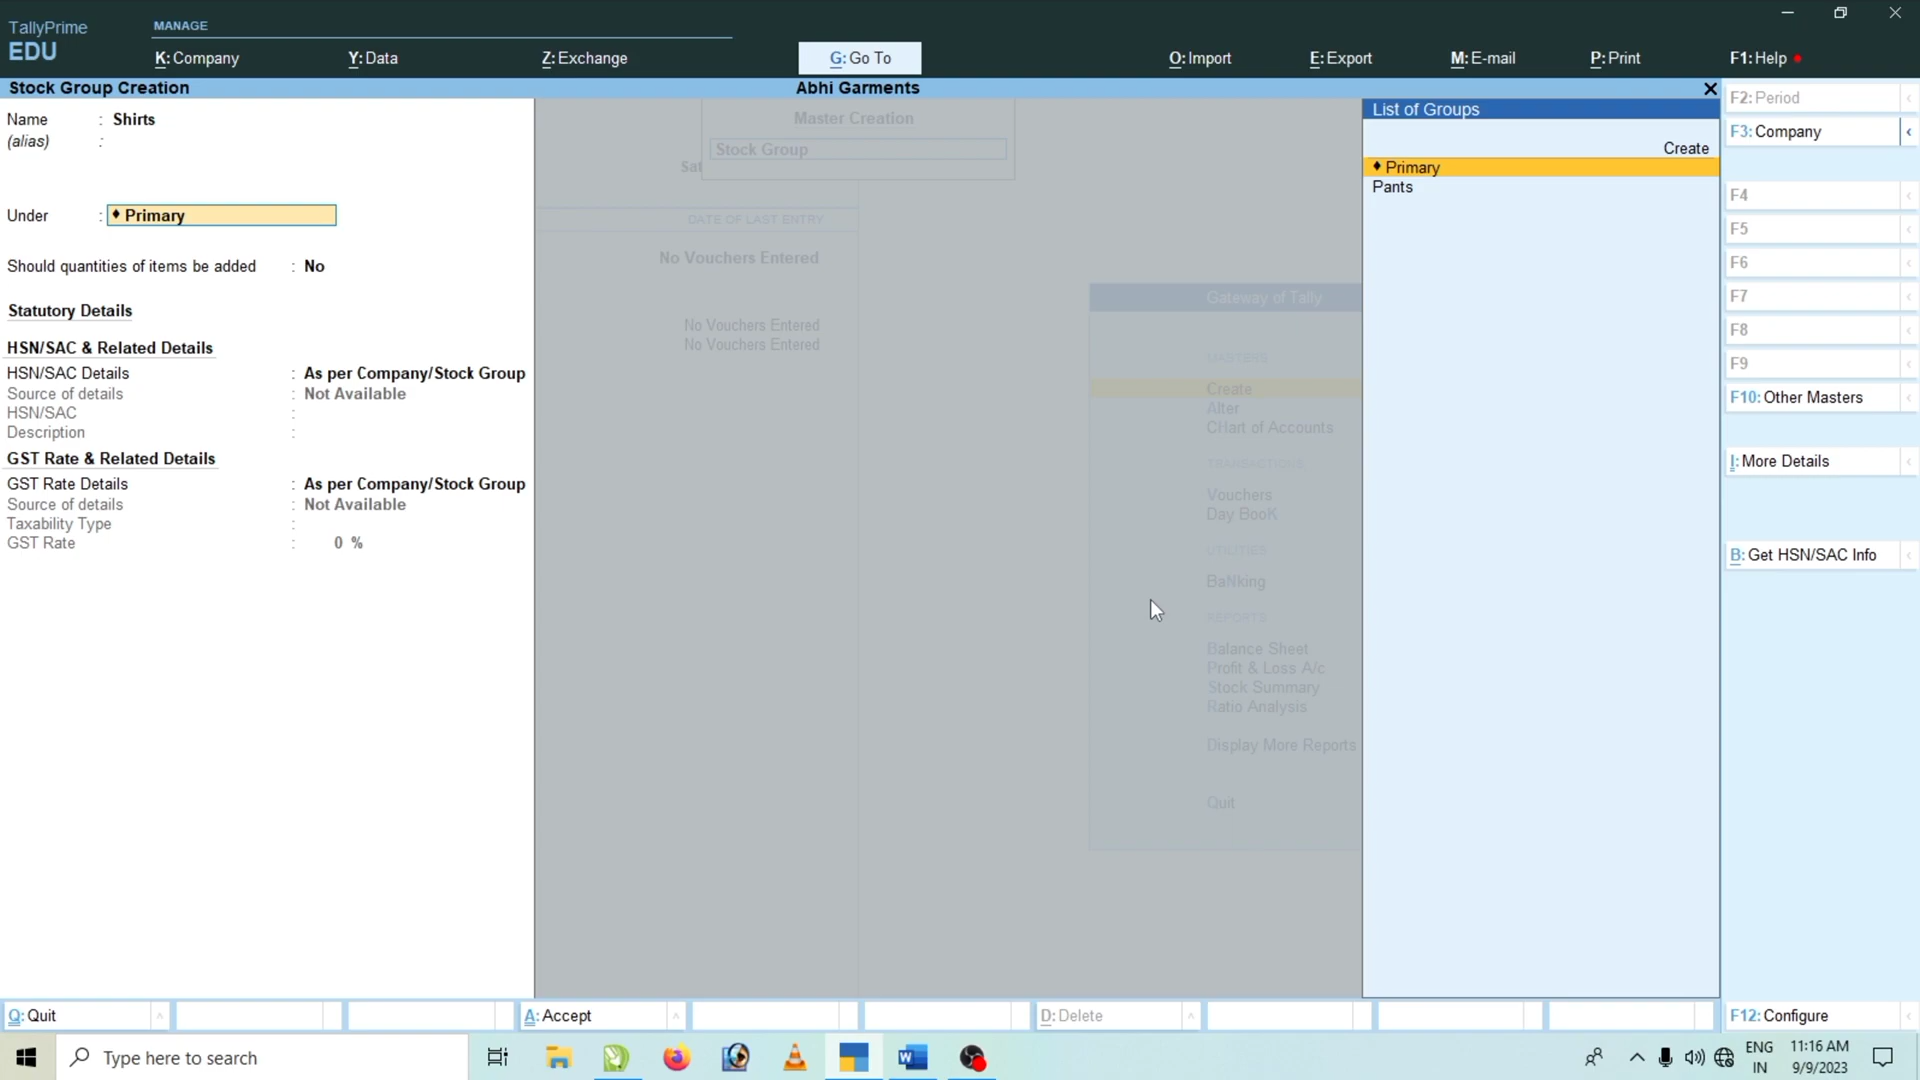 TallyPrime
EDU
MANAGE
K: Company
Y: Data
Z: Exchange
G: Go To
O: Import
E: Export
M: E-mail
P: Print
F1: Help
Stock Group Creation
Abhi Garments
Name : Shirts
(alias) :
Under : ♦ Primary
Should quantities of items be added : No
Statutory Details
HSN/SAC & Related Details
HSN/SAC Details : As per Company/Stock Group
Source of details : Not Available
HSN/SAC :
Description :
GST Rate & Related Details
GST Rate Details : As per Company/Stock Group
Source of details : Not Available
Taxability Type :
GST Rate : 0 %
Master Creation
Stock Group
Sat
DATE OF LAST ENTRY
No Vouchers Entered
No Vouchers Entered
No Vouchers Entered
Gateway of Tally
MASTERS
Create
Alter
CHart of Accounts
TRANSACTIONS
Vouchers
Day BooK
UTILITIES
BaNking
REPORTS
Balance Sheet
Profit & Loss A/c
Stock Summary
Ratio Analysis
Display More Reports
Quit
List of Groups
Create
♦ Primary
Pants
F2: Period
F3: Company
F4
F5
F6
F7
F8
F9
F10: Other Masters
I: More Details
B: Get HSN/SAC Info
F12: Configure
Q: Quit
A: Accept
D: Delete
Type here to search
ENG
IN
11:16 AM
9/9/2023